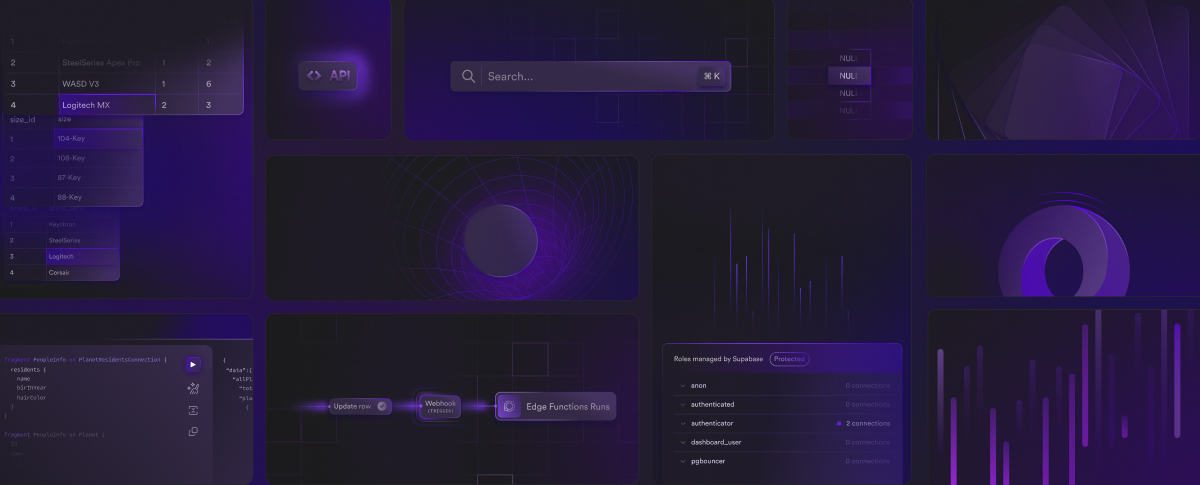 1 1
2 SteelSeries Apex Pro 1 2
3 WASD V3 1 6
4 Logitech MX 2 3
size_id size
1 104-Key
2 108-Key
3 87-Key
4 88-Key
1 Keychron
2 SteelSeries
3 Logitech
4 Corsair
<> API
Search...
⌘ K
NULL
NULL
NULL
NULL
fragment PeopleInfo on PlanetResidentsConnection {
residents {
name
birthYear
hairColor
}
}
fragment PeopleInfo on Planet {
id
{
"data":{
"allPl
"tot
"pla
{
Update row
Webhook
(TRIGGER)
Edge Functions Runs
Roles managed by Supabase Protected
anon 0 connections
authenticated 0 connections
authenticator 2 connections
dashboard_user 0 connections
pgbouncer 0 connections